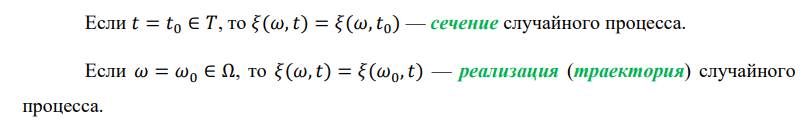 Если 𝑡 = 𝑡₀ ∈ 𝑇, то 𝜉(𝜔, 𝑡) = 𝜉(𝜔, 𝑡₀) — сечение случайного процесса.
Если 𝜔 = 𝜔₀ ∈ Ω, то 𝜉(𝜔, 𝑡) = 𝜉(𝜔₀, 𝑡) — реализация (траектория) случайного
процесса.